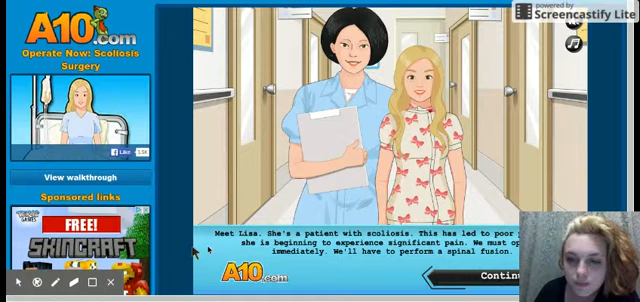 powered by
Screencastify Lite
A10.com
Operate Now: Scoliosis
Surgery
Like
1.5K
View walkthrough
Sponsored links
FREE!
SKINCRAFT
Meet Lisa. She's a patient with scoliosis. This has led to poor
she is beginning to experience significant pain. We must op
immediately. We'll have to perform a spinal fusion.
A10.com
Contin